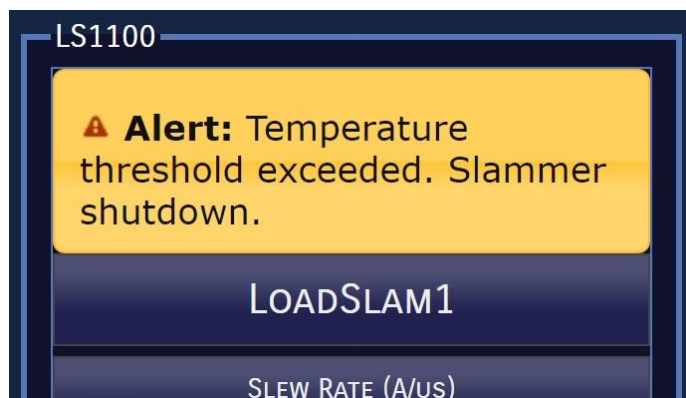 LS1100
Alert: Temperature
threshold exceeded. Slammer
shutdown.
LOADSLAM1
SLEW RATE (A/US)